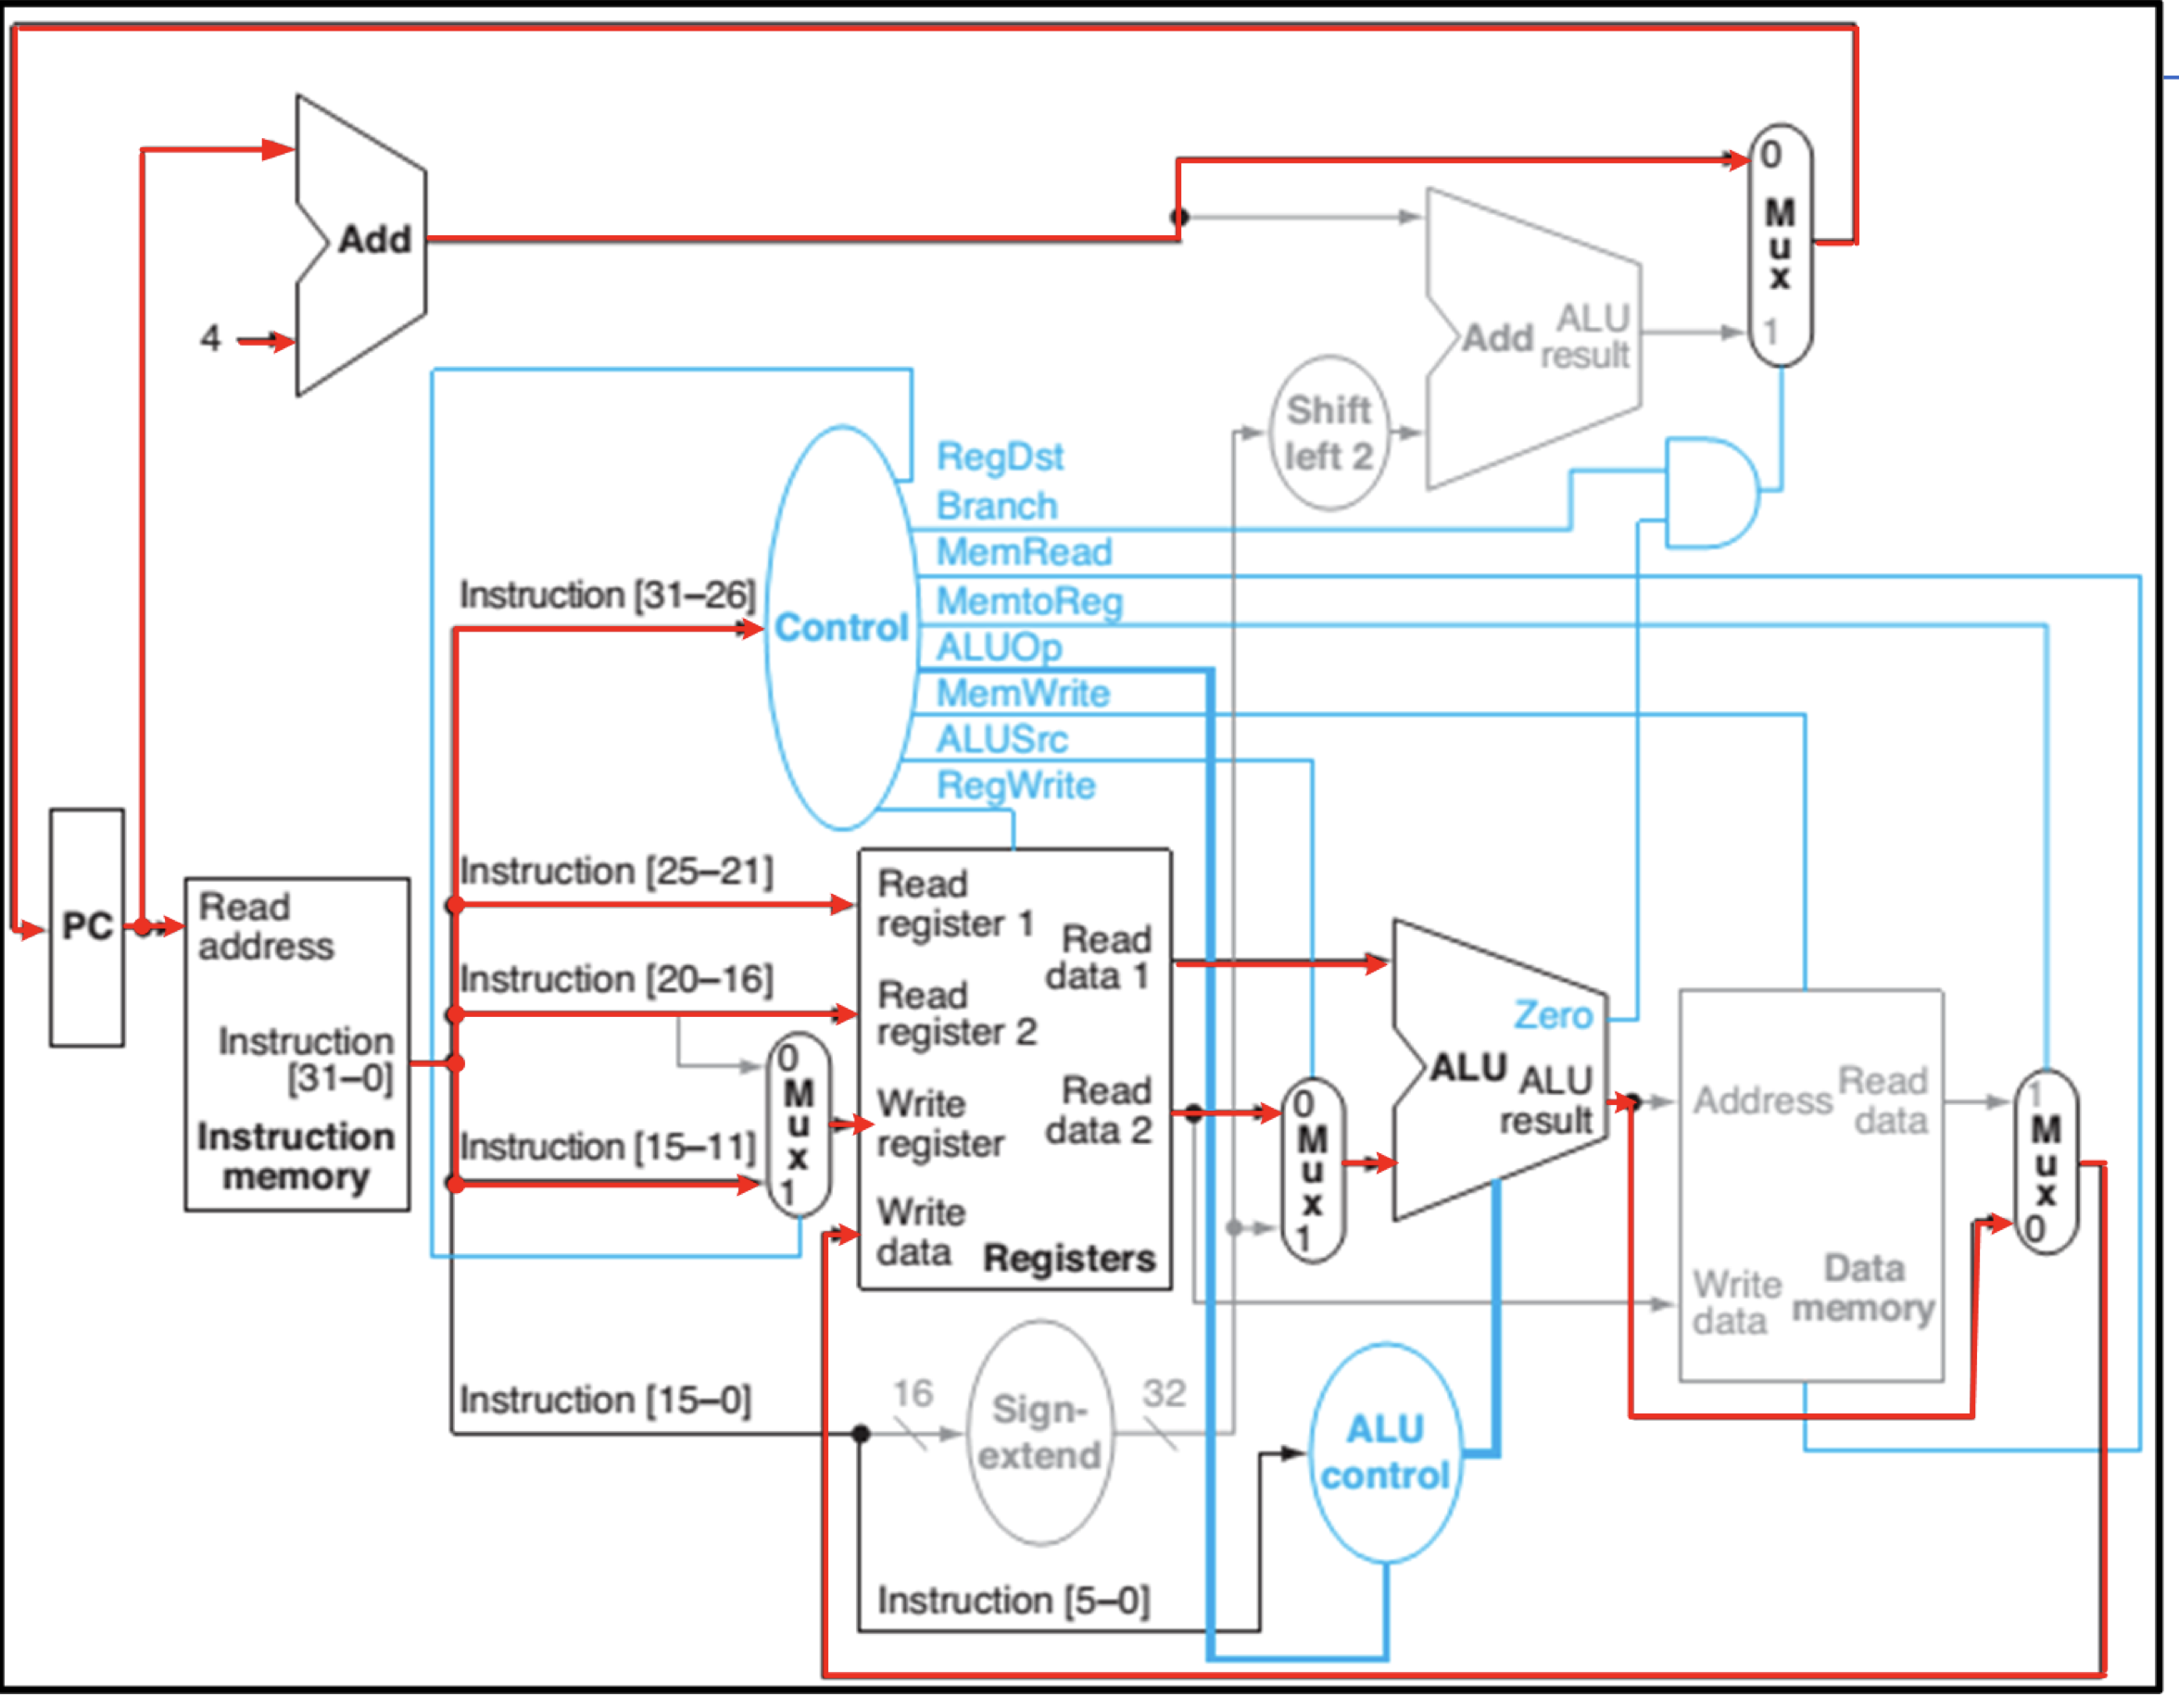 0
M
u
x
1
Add
4
Add
ALU
result
Shift
left 2
RegDst
Branch
MemRead
MemtoReg
ALUOp
MemWrite
ALUSrc
RegWrite
Control
Instruction [31–26]
Instruction [25–21]
Instruction [20–16]
Instruction [15–11]
Instruction [15–0]
Instruction [5–0]
PC
Read
address
Instruction
[31–0]
Instruction
memory
0
M
u
x
1
Read
register 1
Read
register 2
Write
register
Write
data
Read
data 1
Read
data 2
Registers
0
M
u
x
1
Zero
ALU
ALU
result
Address
Read
data
Write
data
Data
memory
1
M
u
x
0
16
Sign-
extend
32
ALU
control